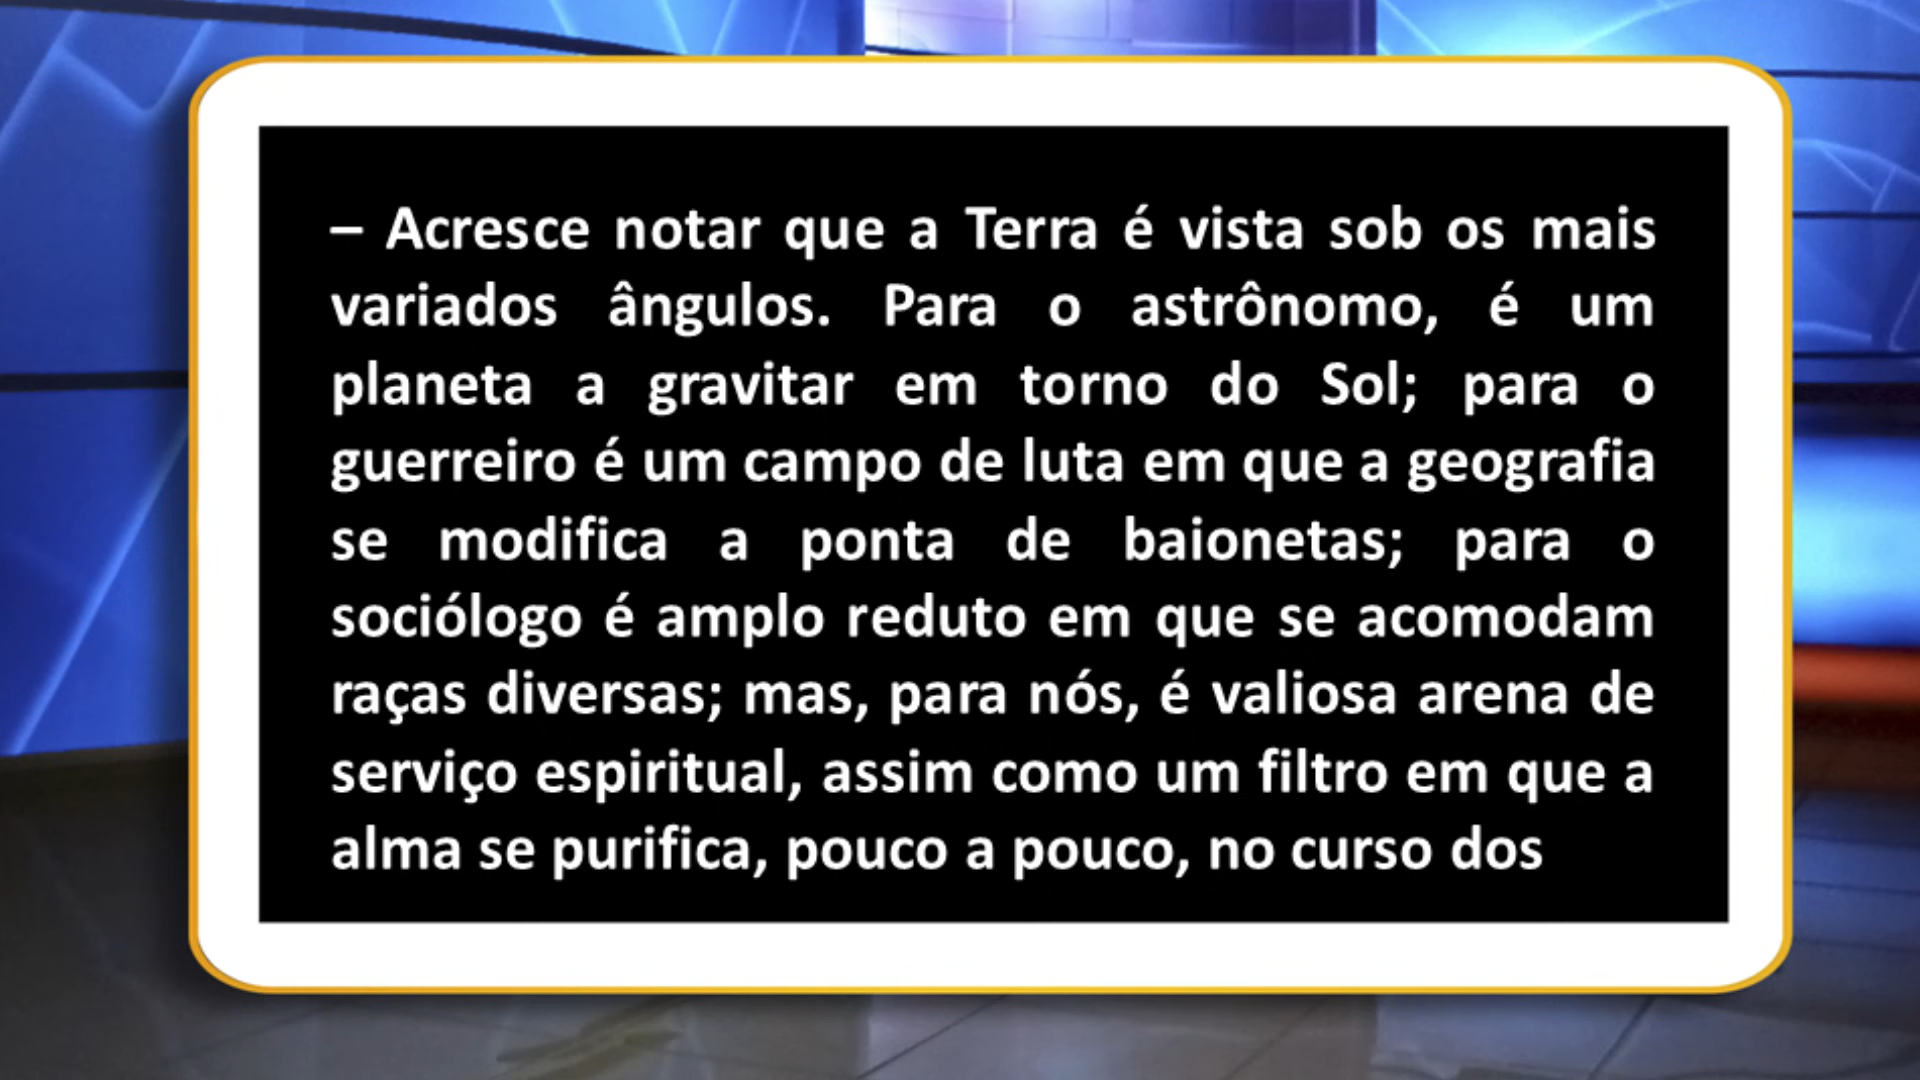 – Acresce notar que a Terra é vista sob os mais
variados ângulos. Para o astrônomo, é um
planeta a gravitar em torno do Sol; para o
guerreiro é um campo de luta em que a geografia
se modifica a ponta de baionetas; para o
sociólogo é amplo reduto em que se acomodam
raças diversas; mas, para nós, é valiosa arena de
serviço espiritual, assim como um filtro em que a
alma se purifica, pouco a pouco, no curso dos